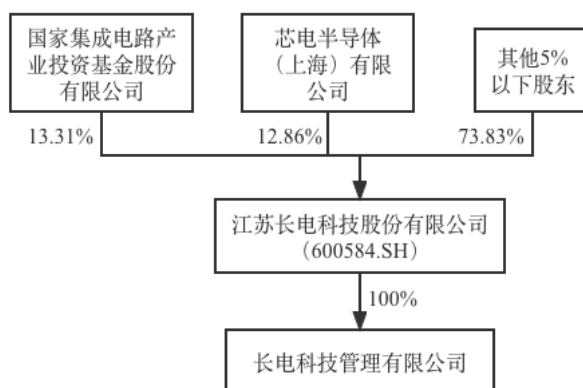 国家集成电路产
业投资基金股份
有限公司
芯电半导体
（上海）有限
公司
其他5%
以下股东
13.31%
12.86%
73.83%
江苏长电科技股份有限公司
（600584.SH）
100%
长电科技管理有限公司